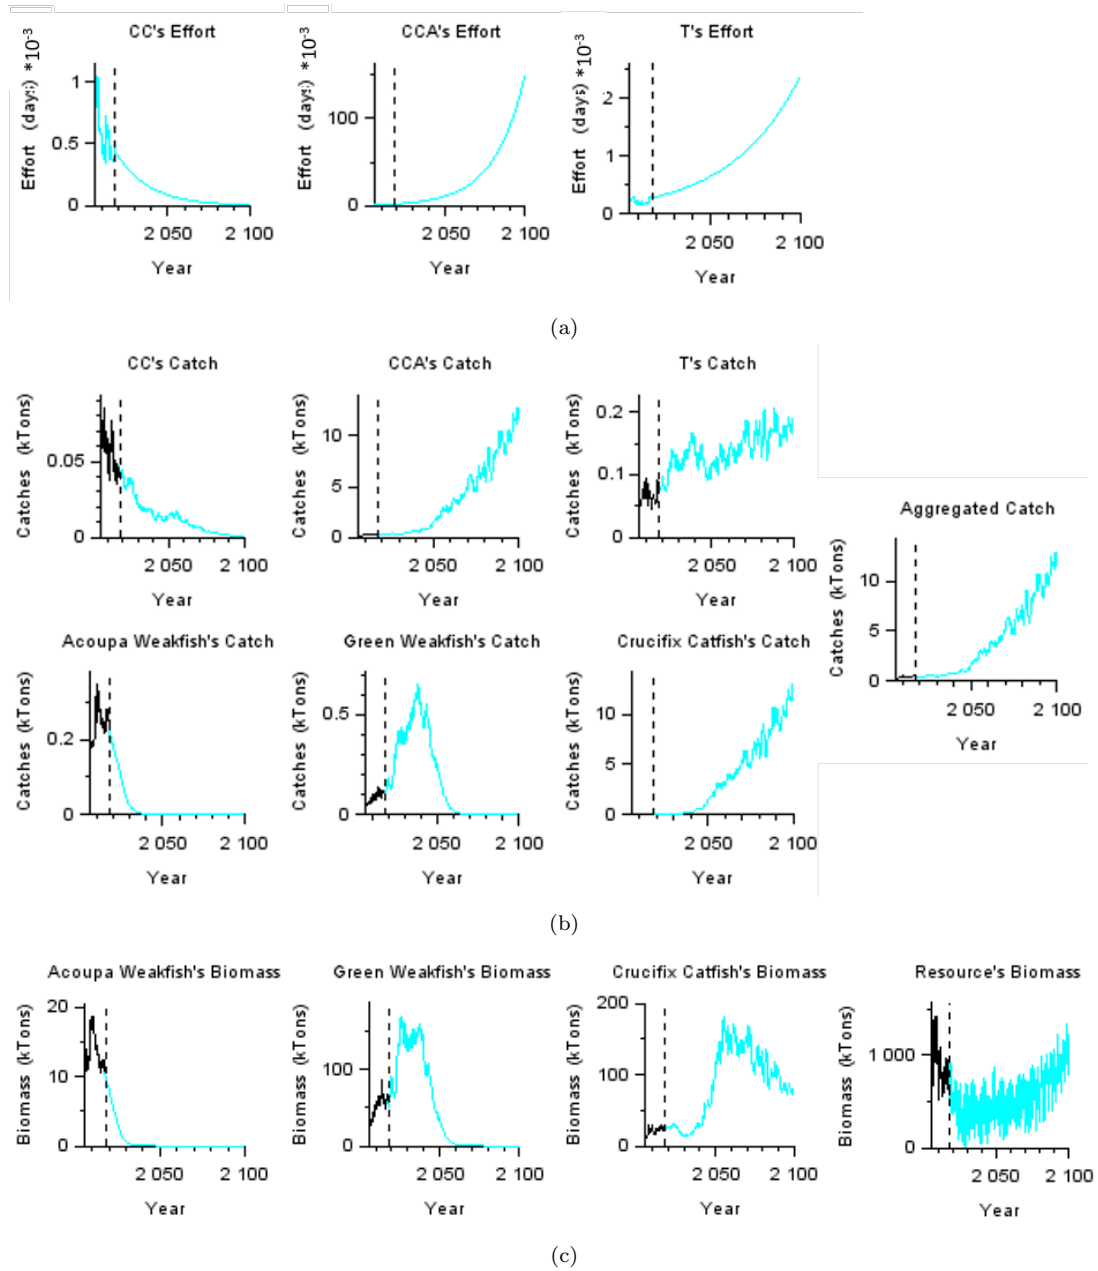 CC's Effort
Effort (days) *10-3
1
0.5
0
2 050 2 100
Year
CCA's Effort
Effort (days) *10-3
100
0
2 050 2 100
Year
T's Effort
Effort (days) *10-3
2
1
0
2 050 2 100
Year
(a)
CC's Catch
Catches (kTons)
0.05
0
2 050 2 100
Year
CCA's Catch
Catches (kTons)
10
5
0
2 050 2 100
Year
T's Catch
Catches (kTons)
0.2
0.1
0
2 050 2 100
Year
Aggregated Catch
Catches (kTons)
10
5
0
2 050 2 100
Year
Acoupa Weakfish's Catch
Catches (kTons)
0.2
0
2 050 2 100
Year
Green Weakfish's Catch
Catches (kTons)
0.5
0
2 050 2 100
Year
Crucifix Catfish's Catch
Catches (kTons)
10
5
0
2 050 2 100
Year
(b)
Acoupa Weakfish's Biomass
Biomass (kTons)
20
10
0
2 050 2 100
Year
Green Weakfish's Biomass
Biomass (kTons)
100
0
2 050 2 100
Year
Crucifix Catfish's Biomass
Biomass (kTons)
200
100
0
2 050 2 100
Year
Resource's Biomass
Biomass (kTons)
1 000
0
2 050 2 100
Year
(c)